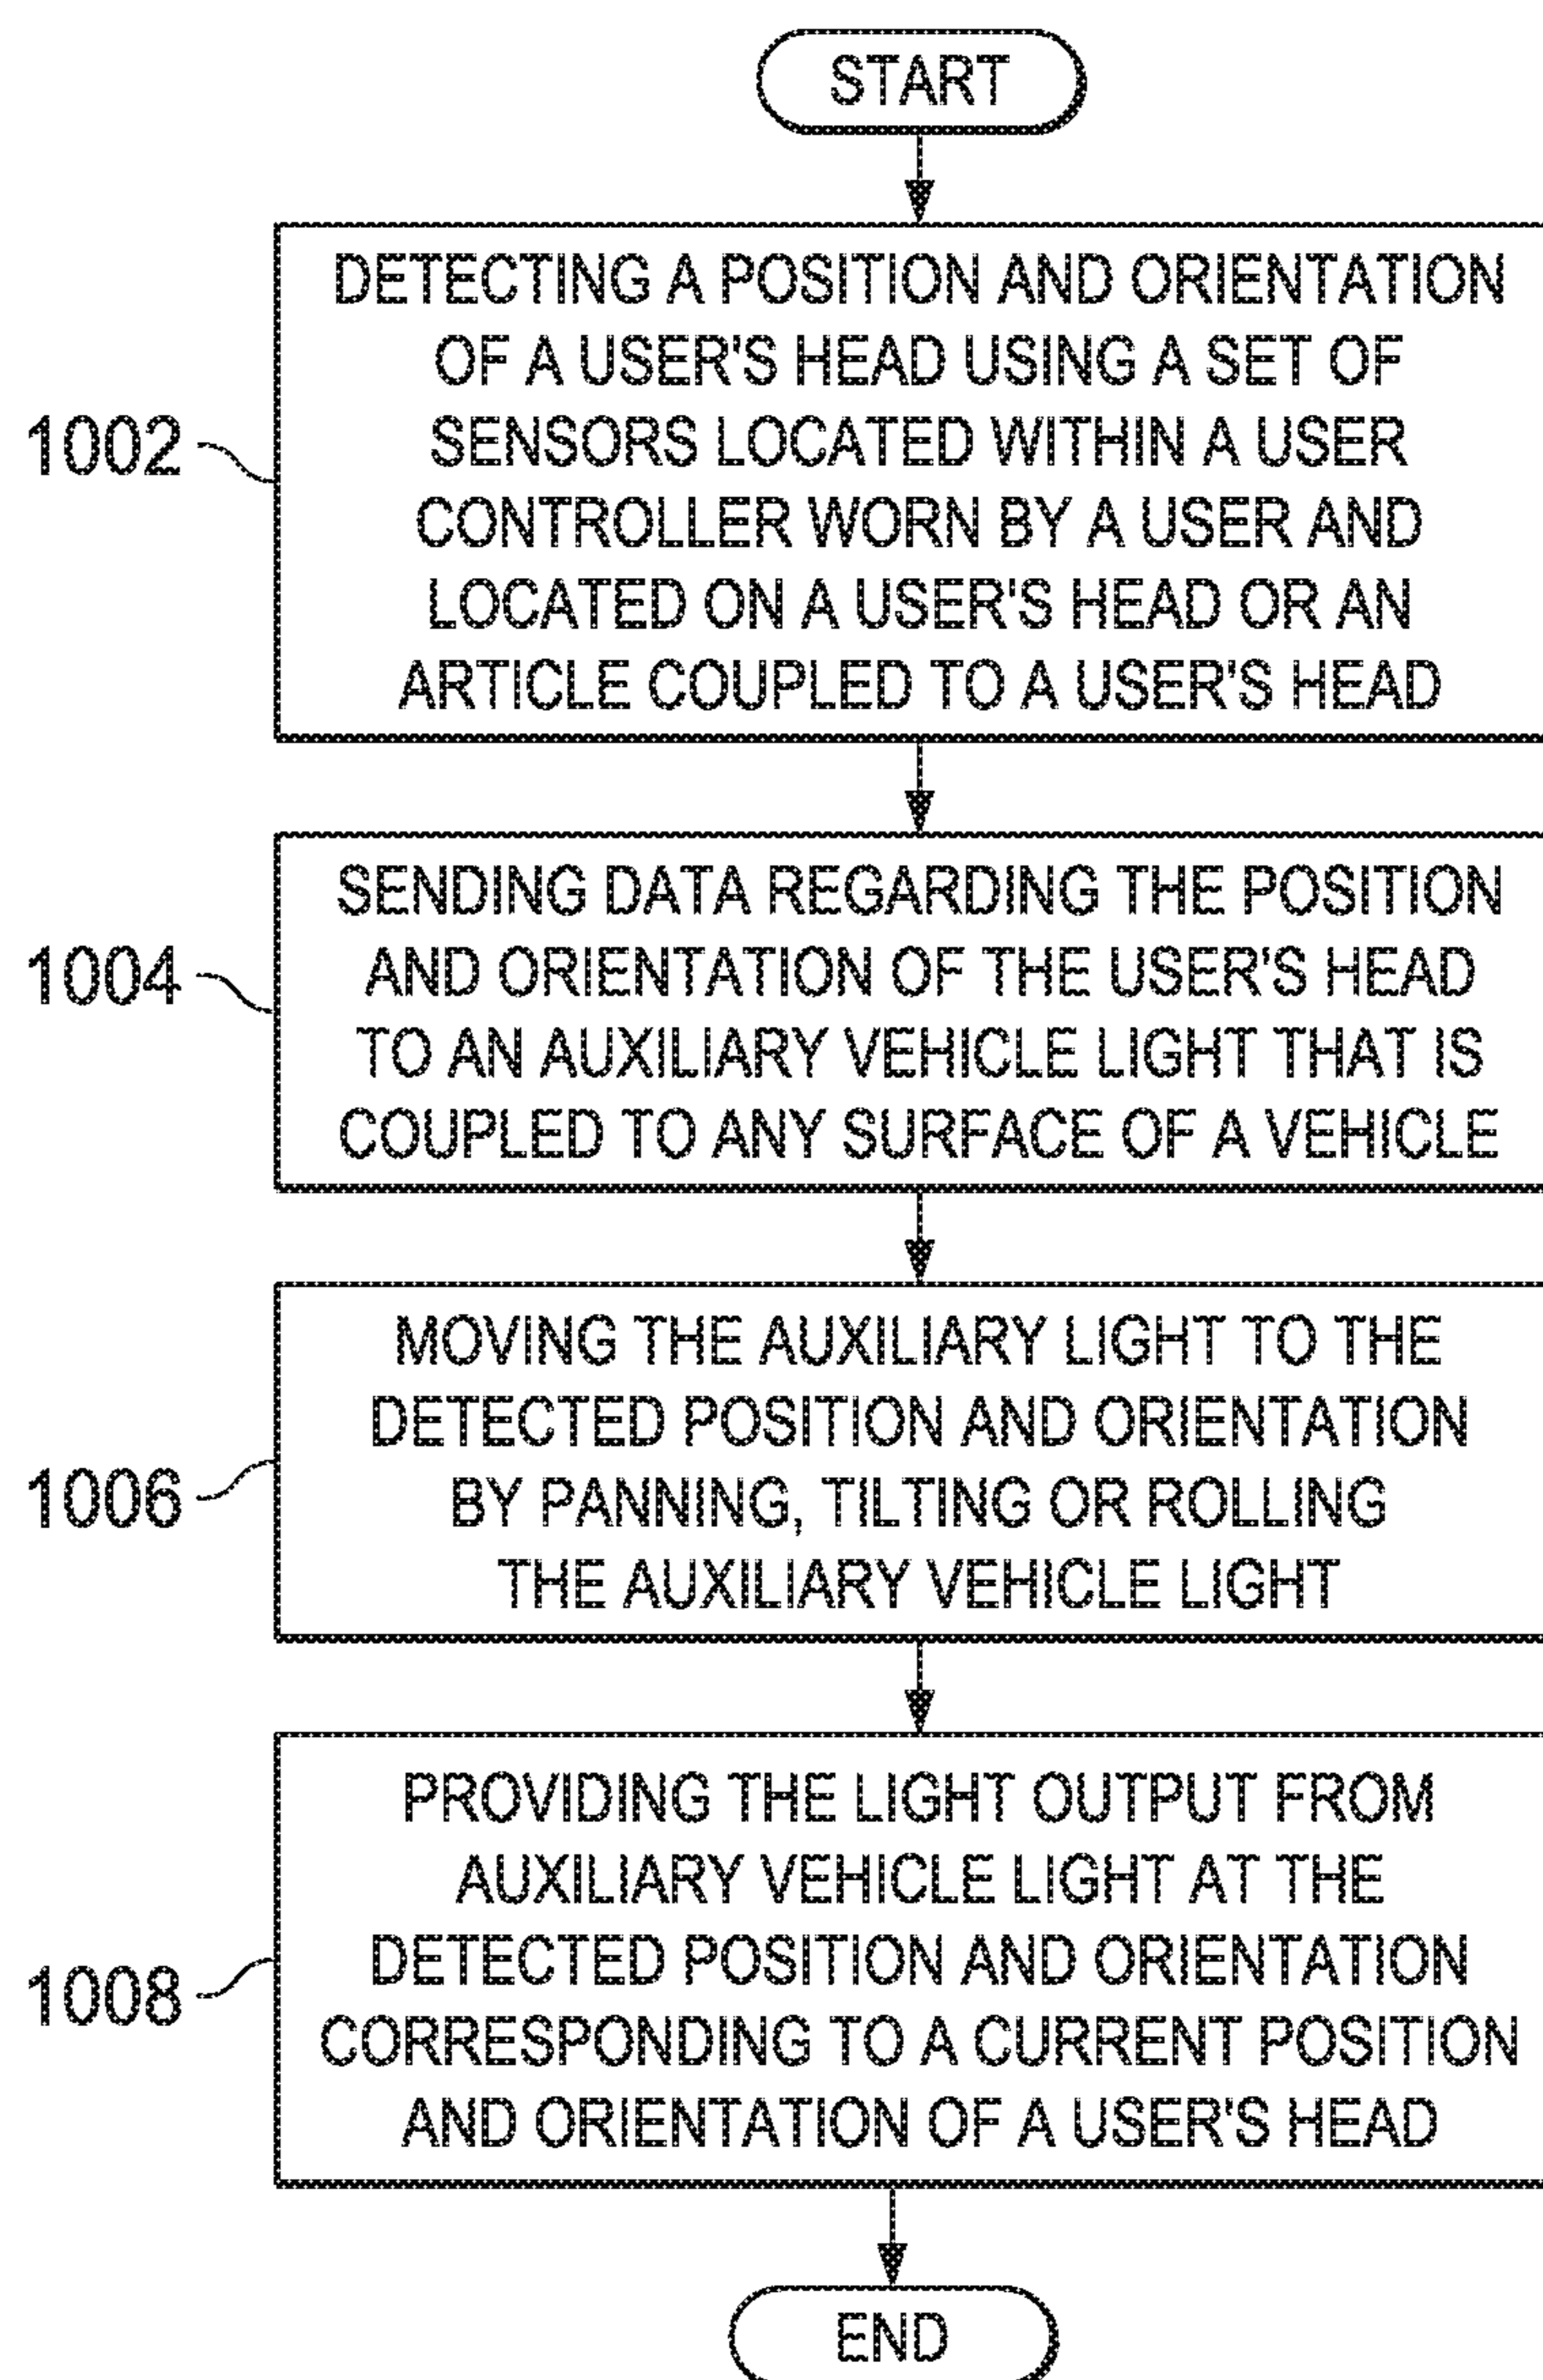 START
DETECTING A POSITION AND ORIENTATION
OF A USER'S HEAD USING A SET OF
SENSORS LOCATED WITHIN A USER
1002
CONTROLLER WORN BY A USER AND
LOCATED ON A USER'S HEAD OR AN
ARTICLE COUPLED TO A USER'S HEAD
SENDING DATA REGARDING THE POSITION
AND ORIENTATION OF THE USER'S HEAD
1004
TO AN AUXILIARY VEHICLE LIGHT THAT IS
COUPLED TO ANY SURFACE OF A VEHICLE
MOVING THE AUXILIARY LIGHT TO THE
DETECTED POSITION AND ORIENTATION
BY PANNING, TILTING OR ROLLING
1006
THE AUXILIARY VEHICLE LIGHT
PROVIDING THE LIGHT OUTPUT FROM
AUXILIARY VEHICLE LIGHT AT THE
DETECTED POSITION AND ORIENTATION
1008
CORRESPONDING TO A CURRENT POSITION
AND ORIENTATION OF A USER'S HEAD
END